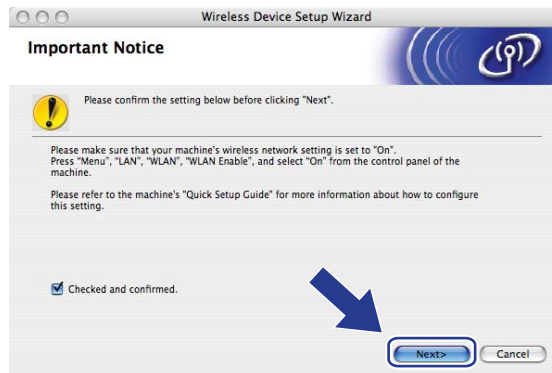 Wireless Device Setup Wizard
Important Notice
Please confirm the setting below before clicking "Next".
Please make sure that your machine's wireless network setting is set to "On".
Press "Menu", "LAN", "WLAN", "WLAN Enable", and select "On" from the control panel of the
machine.
Please refer to the machine's "Quick Setup Guide" for more information about how to configure
this setting.
Checked and confirmed.
Next>
Cancel